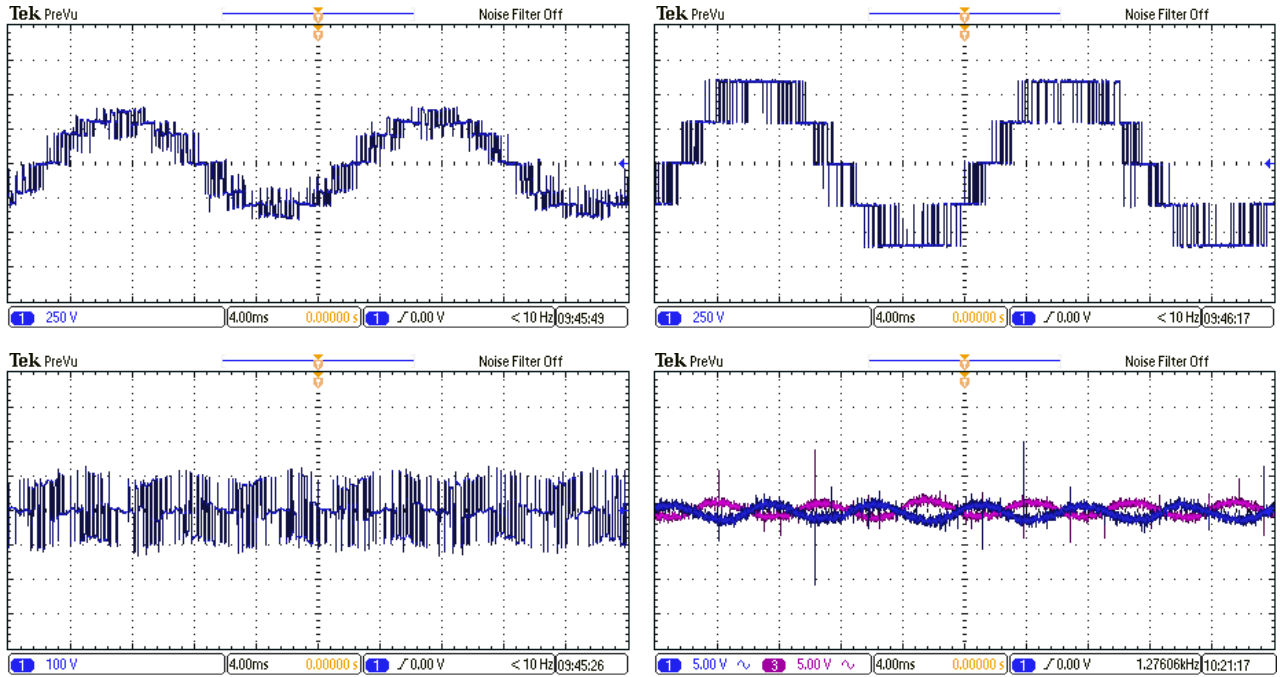 Tek PreVu Noise Filter Off
T
T
1 250 V 4.00ms 0.00000 s 1 / 0.00 V < 10 Hz 09:45:49
Tek PreVu Noise Filter Off
T
T
1 250 V 4.00ms 0.00000 s 1 / 0.00 V < 10 Hz 09:46:17
Tek PreVu Noise Filter Off
T
T
1 100 V 4.00ms 0.00000 s 1 / 0.00 V < 10 Hz 09:45:26
Tek PreVu Noise Filter Off
T
T
1 5.00 V 3 5.00 V 4.00ms 0.00000 s 1 / 0.00 V 1.27606kHz 10:21:17